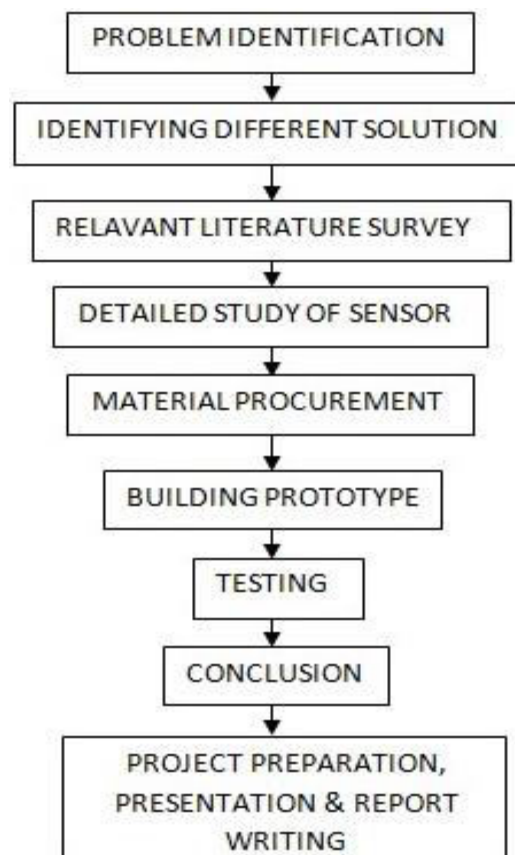 PROBLEM IDENTIFICATION
IDENTIFYING DIFFERENT SOLUTION
RELAVANT LITERATURE SURVEY
DETAILED STUDY OF SENSOR
MATERIAL PROCUREMENT
BUILDING PROTOTYPE
TESTING
CONCLUSION
PROJECT PREPARATION,
PRESENTATION & REPORT
WRITING